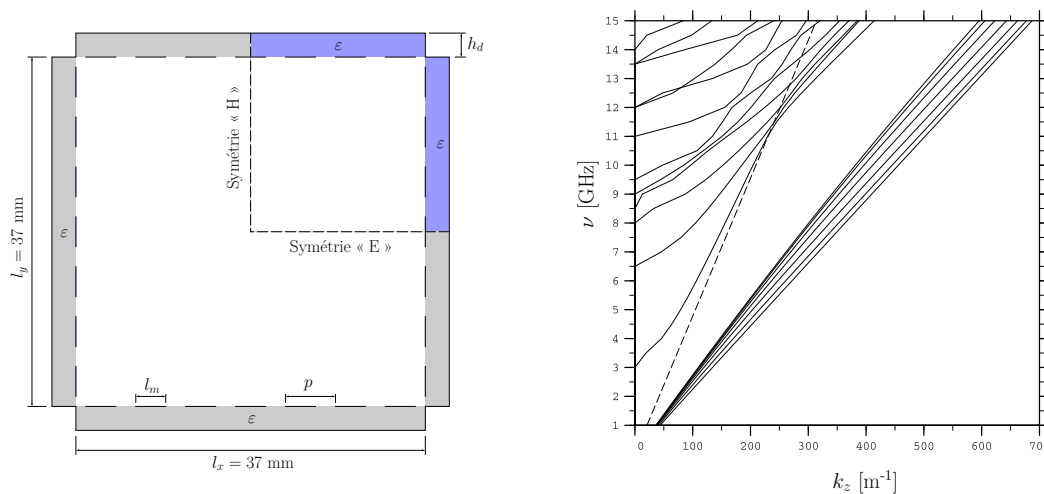 ε
h_d
Symétrie « H »
ε
Symétrie « E »
l_y = 37 mm
ε
l_m
p
ε
l_x = 37 mm
ν [GHz]
15
14
13
12
11
10
9
8
7
6
5
4
3
2
1
0 100 200 300 400 500 600 70
k_z [m⁻¹]